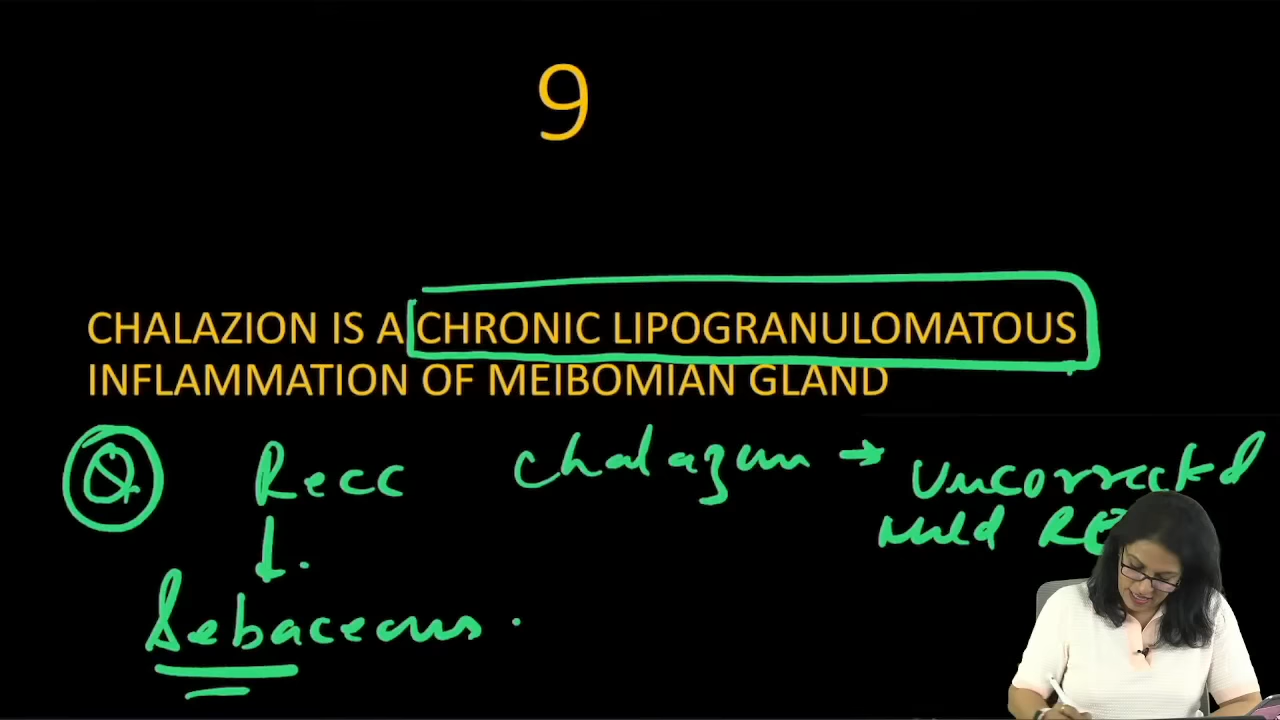 9
CHALAZION IS A CHRONIC LIPOGRANULOMATOUS
INFLAMMATION OF MEIBOMIAN GLAND
Q Recc chalazion → uncorrected
mild RE
↓
Sebaceous